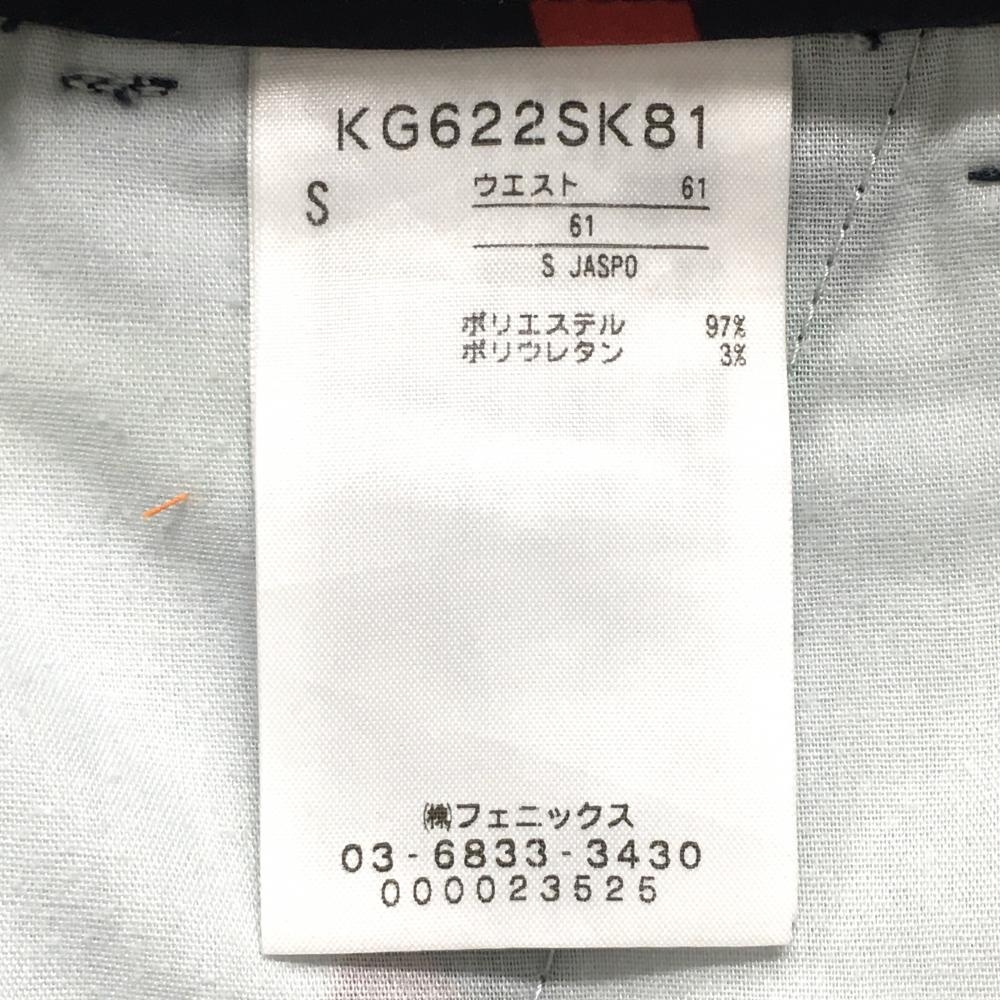 KG622SK81
S
ウエスト 61
61
S JASPO
ポリエステル 97%
ポリウレタン 3%
㈱フェニックス
03-6833-3430
000023525